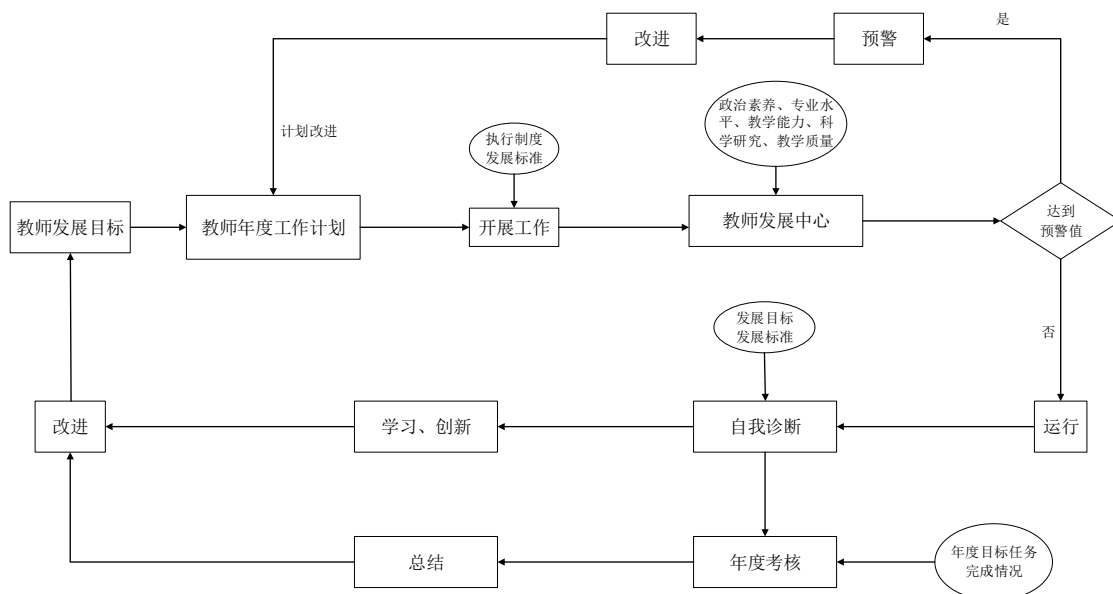 改进
预警
是
政治素养、专业水
平、教学能力、科
学研究、教学质量
计划改进
执行制度
发展标准
教师发展目标
教师年度工作计划
开展工作
教师发展中心
达到
预警值
发展目标
发展标准
否
改进
学习、创新
自我诊断
运行
总结
年度考核
年度目标任务
完成情况